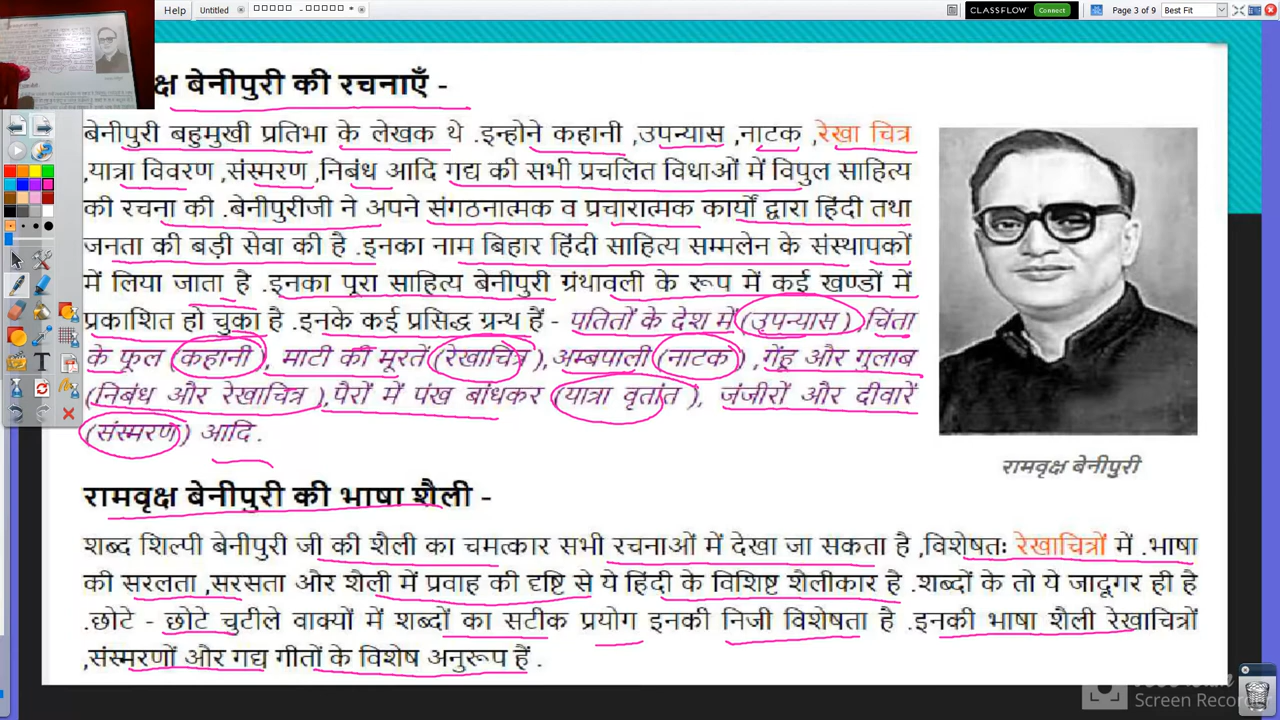 Help
Untitled
CLASSFLOW Connect
Page 3 of 9
Best Fit
क्ष बेनीपुरी की रचनाएँ -
बेनीपुरी बहुमुखी प्रतिभा के लेखक थे .इन्होने कहानी ,उपन्यास ,नाटक ,रेखा चित्र
,यात्रा विवरण ,संस्मरण ,निबंध आदि गद्य की सभी प्रचलित विधाओं में विपुल साहित्य
की रचना की .बेनीपुरीजी ने अपने संगठनात्मक व प्रचारात्मक कार्यों द्वारा हिंदी तथा
जनता की बड़ी सेवा की है .इनका नाम बिहार हिंदी साहित्य सम्मलेन के संस्थापकों
में लिया जाता है .इनका पूरा साहित्य बेनीपुरी ग्रंथावली के रूप में कई खण्डों में
प्रकाशित हो चुका है .इनके कई प्रसिद्ध ग्रन्थ हैं - पतितों के देश में (उपन्यास ),चिंता
के फूल (कहानी ), माटी की मूरतें (रेखाचित्र ),अम्बपाली (नाटक ) , गेंहू और गुलाब
(निबंध और रेखाचित्र ),पैरों में पंख बांधकर (यात्रा वृतांत ), जंजीरों और दीवारें
(संस्मरण ) आदि .
रामवृक्ष बेनीपुरी
रामवृक्ष बेनीपुरी की भाषा शैली -
शब्द शिल्पी बेनीपुरी जी की शैली का चमत्कार सभी रचनाओं में देखा जा सकता है ,विशेषतः रेखाचित्रों में .भाषा
की सरलता ,सरसता और शैली में प्रवाह की दृष्टि से ये हिंदी के विशिष्ट शैलीकार है .शब्दों के तो ये जादूगर ही है
.छोटे - छोटे चुटीले वाक्यों में शब्दों का सटीक प्रयोग इनकी निजी विशेषता है .इनकी भाषा शैली रेखाचित्रों
,संस्मरणों और गद्य गीतों के विशेष अनुरूप हैं .
Screen Recorder